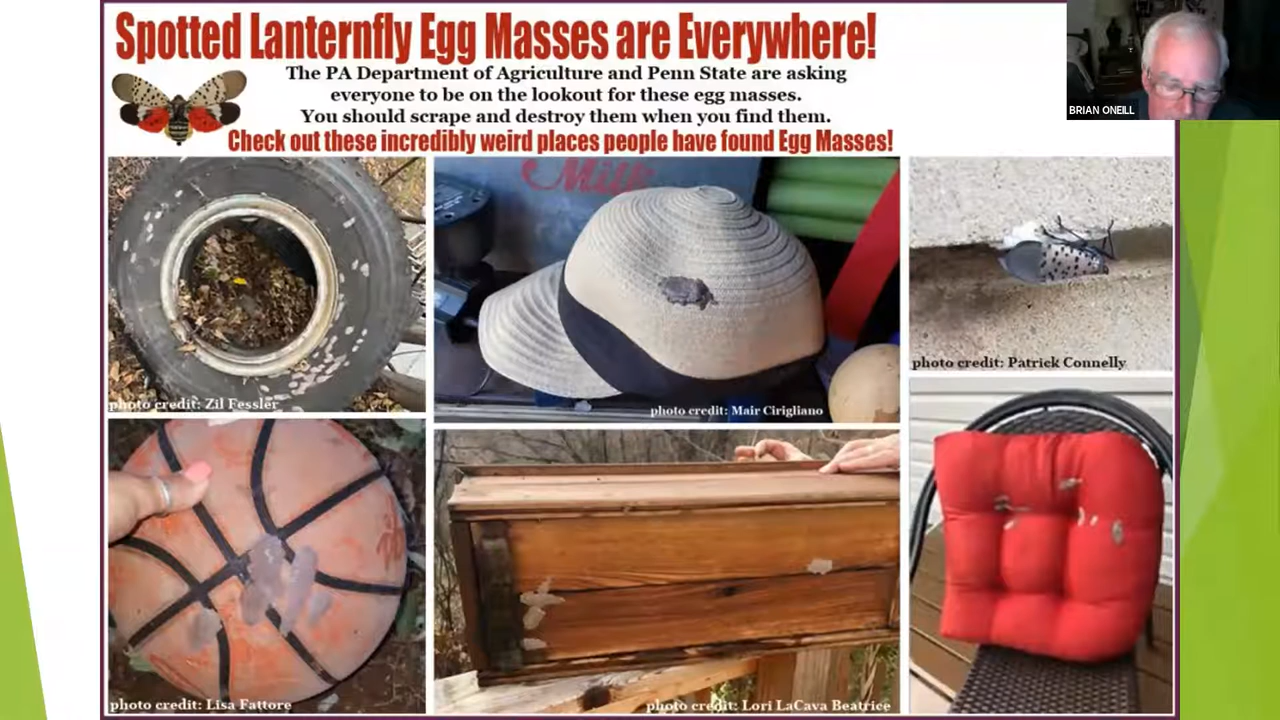 Spotted Lanternfly Egg Masses are Everywhere!
The PA Department of Agriculture and Penn State are asking
everyone to be on the lookout for these egg masses.
You should scrape and destroy them when you find them.
Check out these incredibly weird places people have found Egg Masses!
BRIAN ONEILL
Milk
photo credit: Zil Fessler
photo credit: Mair Cirigliano
photo credit: Patrick Connelly
photo credit: Lisa Fattore
photo credit: Lori LaCava Beatrice